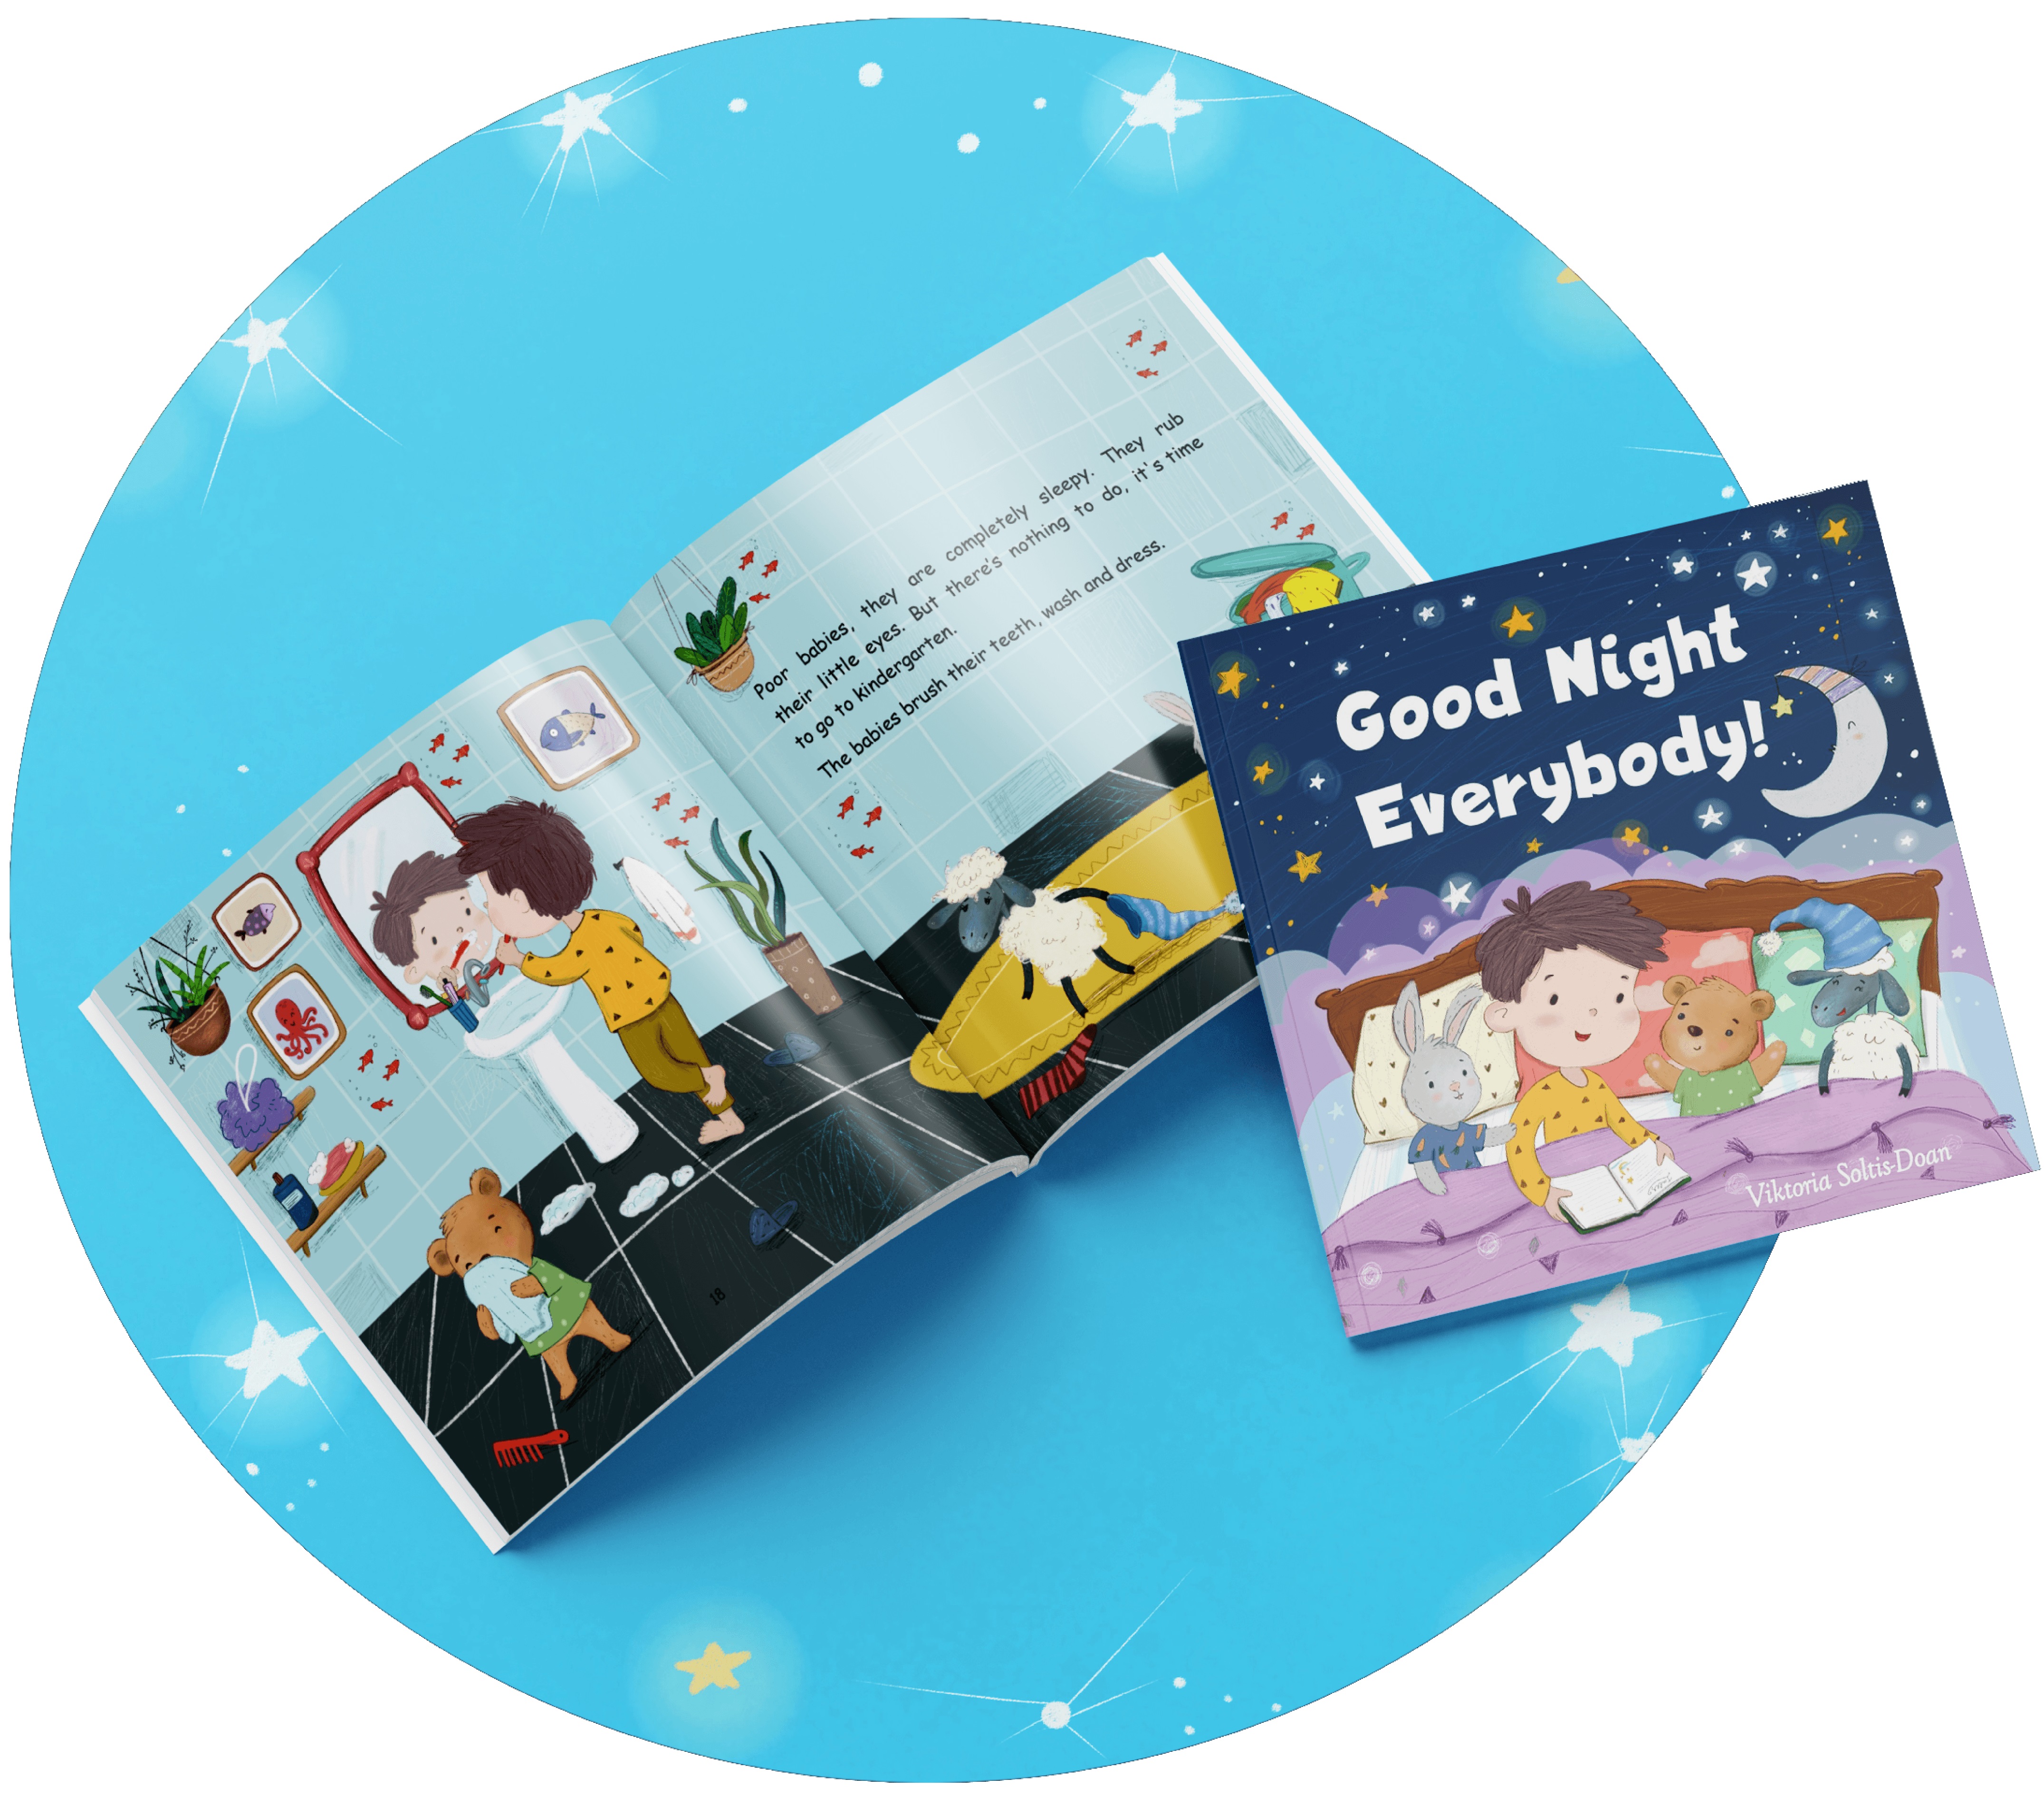 Poor babies, they are completely sleepy. They rub
their little eyes. But there's nothing to do, it's time
to go to kindergarten.
The babies brush their teeth, wash and dress.
18
Good Night
Everybody!
Viktoria Soltis-Doan